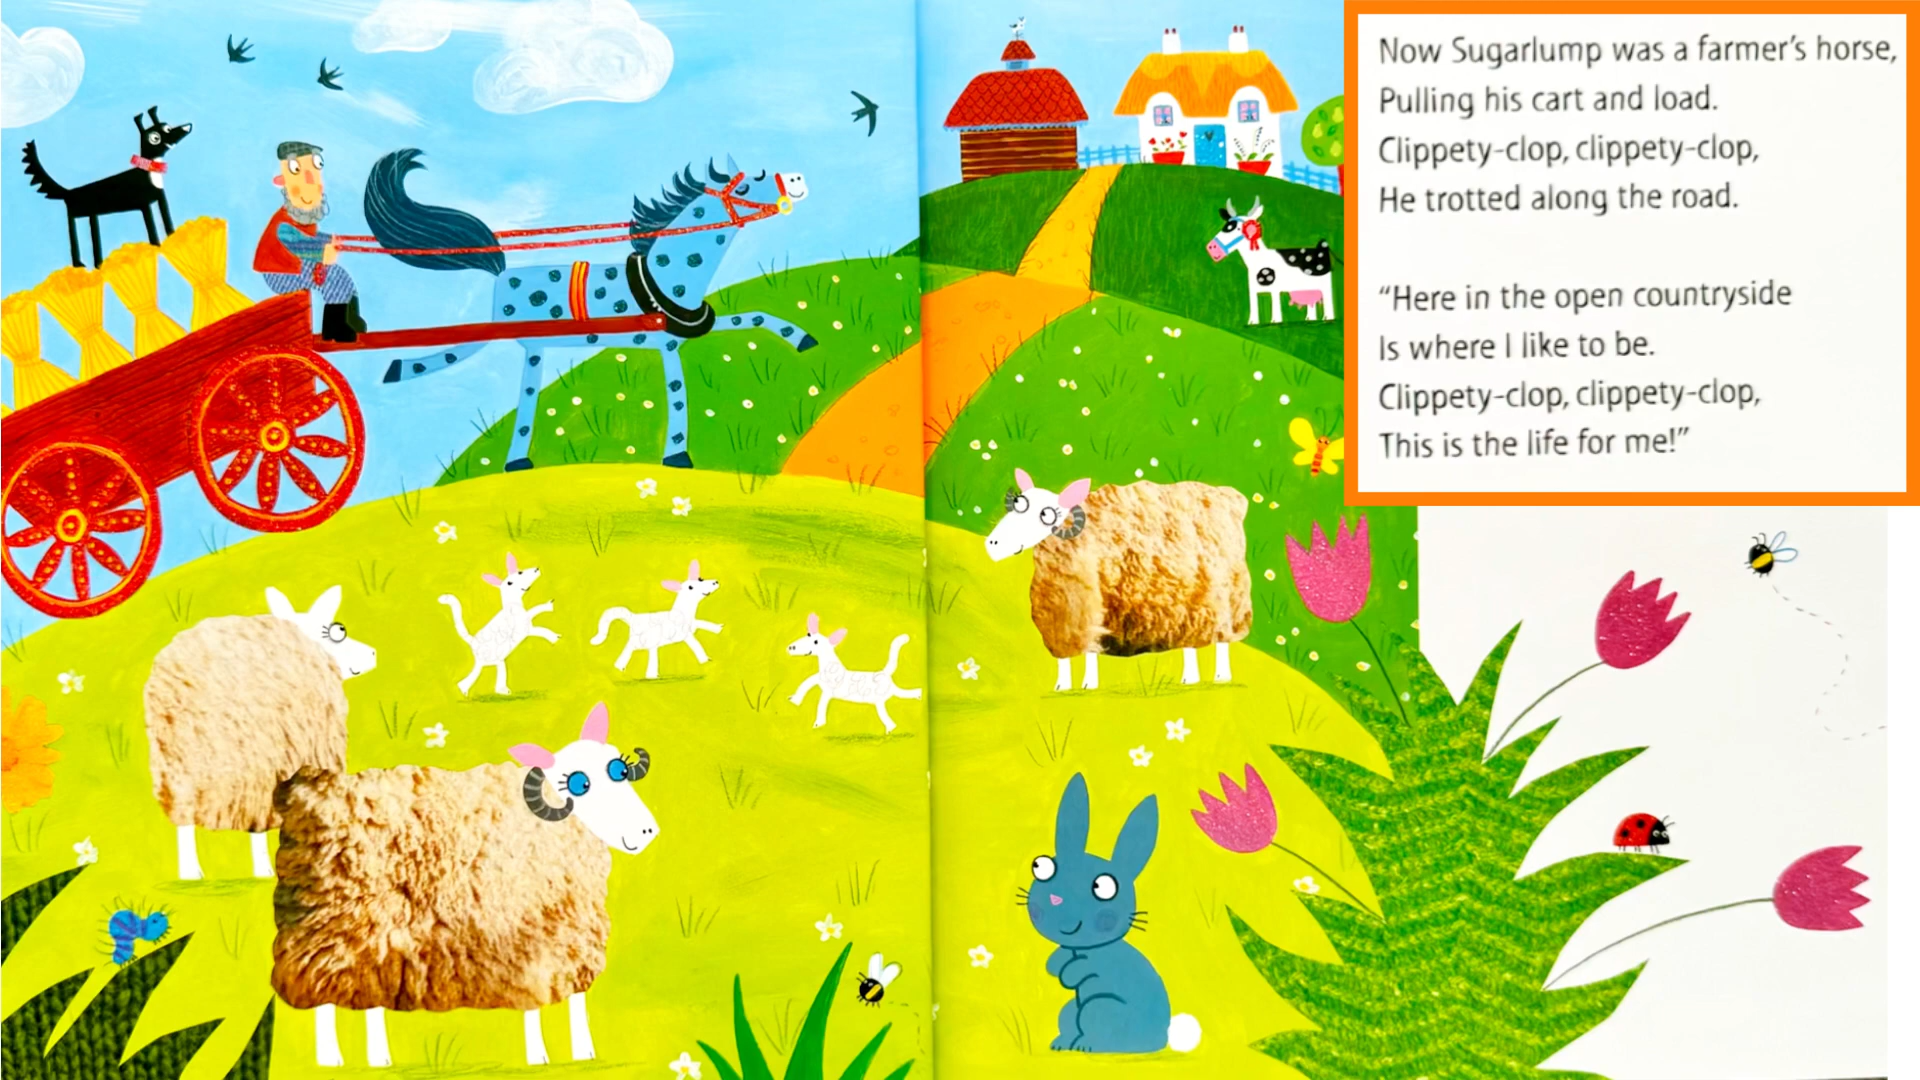 Now Sugarlump was a farmer's horse,
Pulling his cart and load.
Clippety-clop, clippety-clop,
He trotted along the road.
"Here in the open countryside
Is where I like to be.
Clippety-clop, clippety-clop,
This is the life for me!"